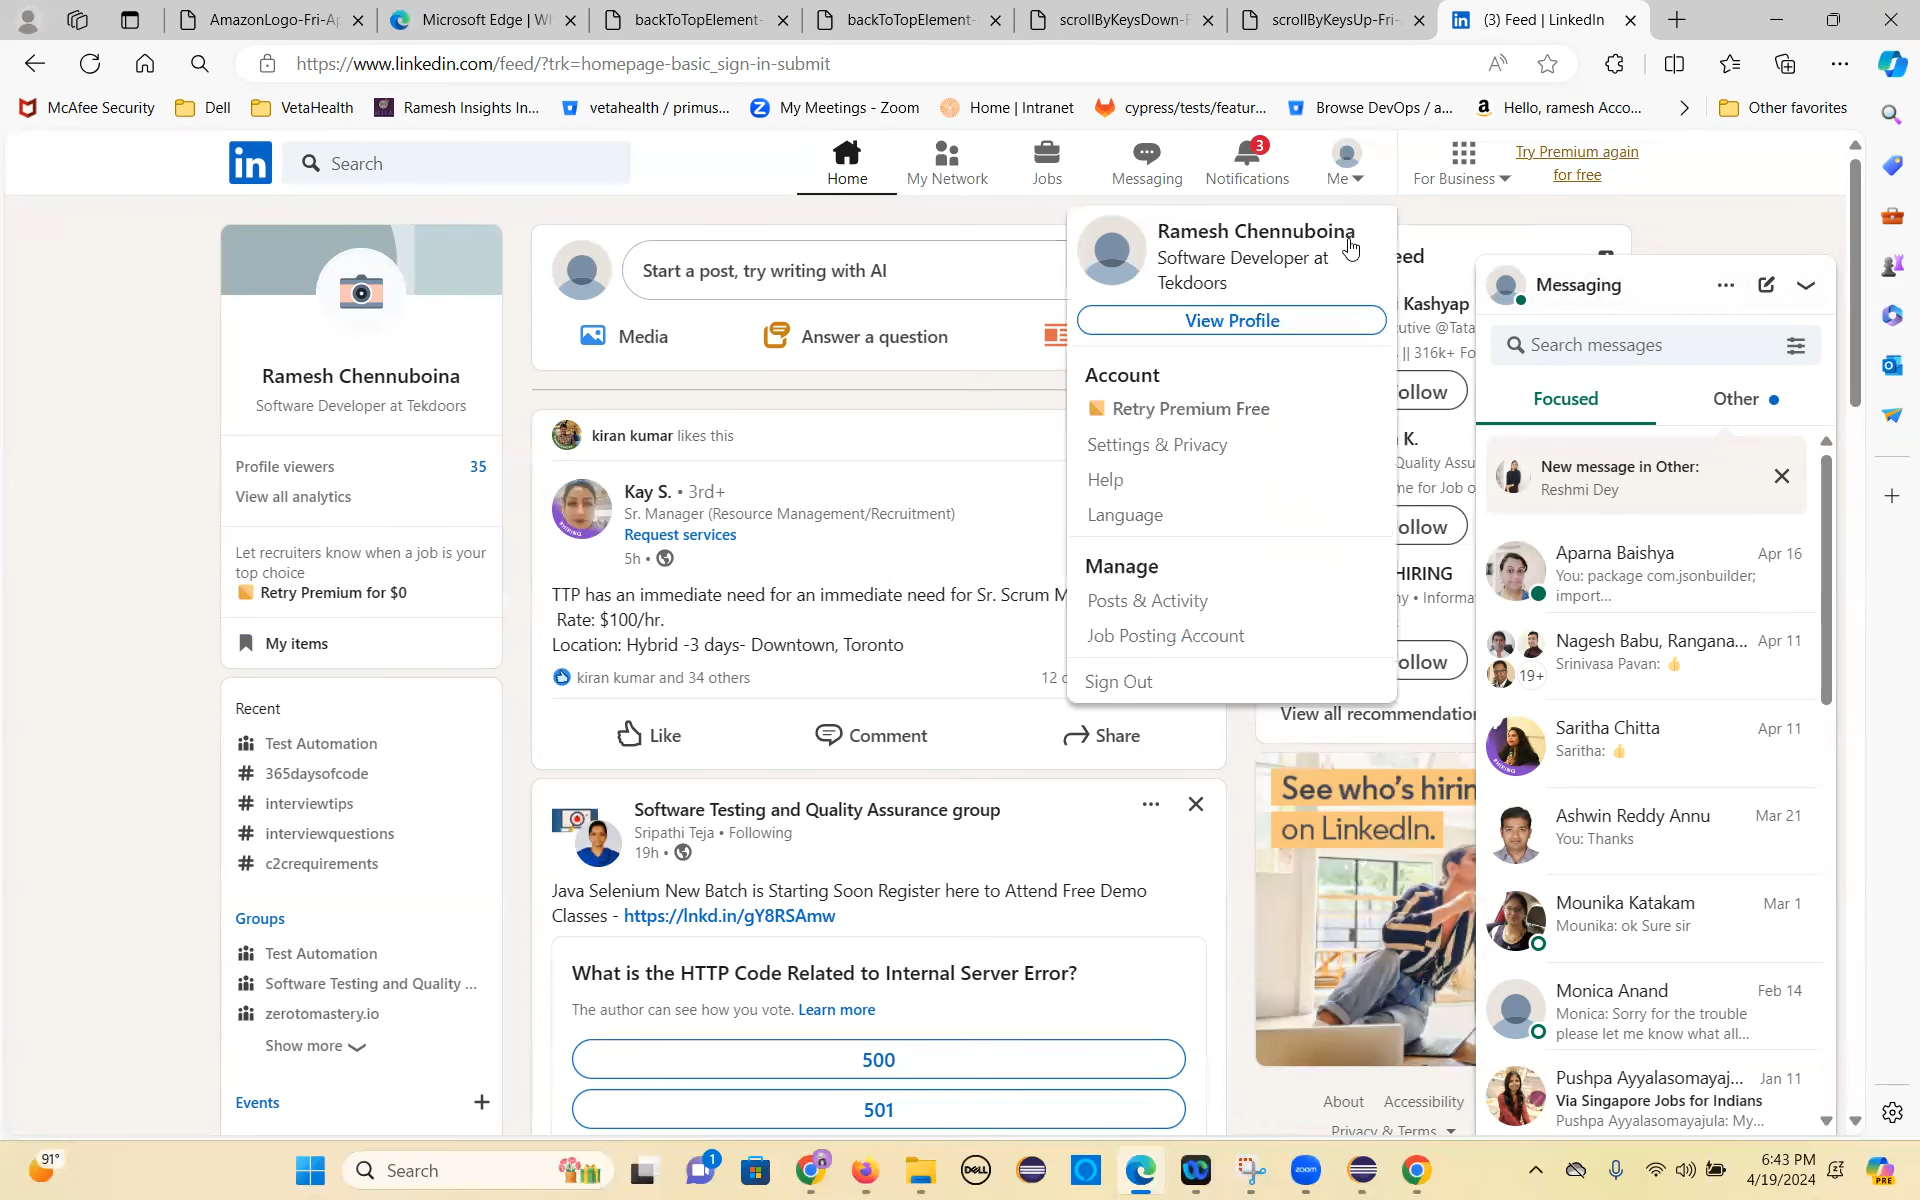 AmazonLogo-Fri-Ap
Microsoft Edge | Wh
backToTopElement-
backToTopElement-
scrollByKeysDown-F
scrollByKeysUp-Fri-
(3) Feed | LinkedIn
https://www.linkedin.com/feed/?trk=homepage-basic_sign-in-submit
McAfee Security
Dell
VetaHealth
Ramesh Insights In...
vetahealth / primus...
My Meetings - Zoom
Home | Intranet
cypress/tests/featur...
Browse DevOps / a...
Hello, ramesh Acco...
Other favorites
in
Search
Home
My Network
Jobs
Messaging
3
Notifications
Me
For Business
Try Premium again
for free
Ramesh Chennuboina
Software Developer at Tekdoors
Profile viewers 35
View all analytics
Let recruiters know when a job is your
top choice
Retry Premium for $0
My items
Recent
Test Automation
# 365daysofcode
# interviewtips
# interviewquestions
# c2crequirements
Groups
Test Automation
Software Testing and Quality ...
zerotomastery.io
Show more
Events +
Start a post, try writing with AI
Media
Answer a question
kiran kumar likes this
Kay S. • 3rd+
Sr. Manager (Resource Management/Recruitment)
Request services
5h •
TTP has an immediate need for an immediate need for Sr. Scrum M
Rate: $100/hr.
Location: Hybrid -3 days- Downtown, Toronto
kiran kumar and 34 others
12 c
Like
Comment
Share
Software Testing and Quality Assurance group
Sripathi Teja • Following
19h •
Java Selenium New Batch is Starting Soon Register here to Attend Free Demo
Classes - https://lnkd.in/gY8RSAmw
What is the HTTP Code Related to Internal Server Error?
The author can see how you vote. Learn more
500
501
Ramesh Chennuboina
Software Developer at
Tekdoors
View Profile
Account
Retry Premium Free
Settings & Privacy
Help
Language
Manage
Posts & Activity
Job Posting Account
Sign Out
eed
Kashyap
utive @Tata
|| 316k+ Fo
ollow
K.
Quality Assu
me for Job o
ollow
HIRING
ny • Informa
ollow
View all recommendation
See who's hirin
on LinkedIn.
About
Accessibility
Privacy & Terms
Messaging
Search messages
Focused
Other
New message in Other:
Reshmi Dey
Aparna Baishya Apr 16
You: package com.jsonbuilder;
import...
Nagesh Babu, Rangana... Apr 11
Srinivasa Pavan: 👍
19+
Saritha Chitta Apr 11
Saritha: 👍
Ashwin Reddy Annu Mar 21
You: Thanks
Mounika Katakam Mar 1
Mounika: ok Sure sir
Monica Anand Feb 14
Monica: Sorry for the trouble
please let me know what all...
Pushpa Ayyalasomayaj... Jan 11
Via Singapore Jobs for Indians
Pushpa Ayyalasomayajula: My...
91°
Search
1
DELL
zoom
6:43 PM
4/19/2024
PRE